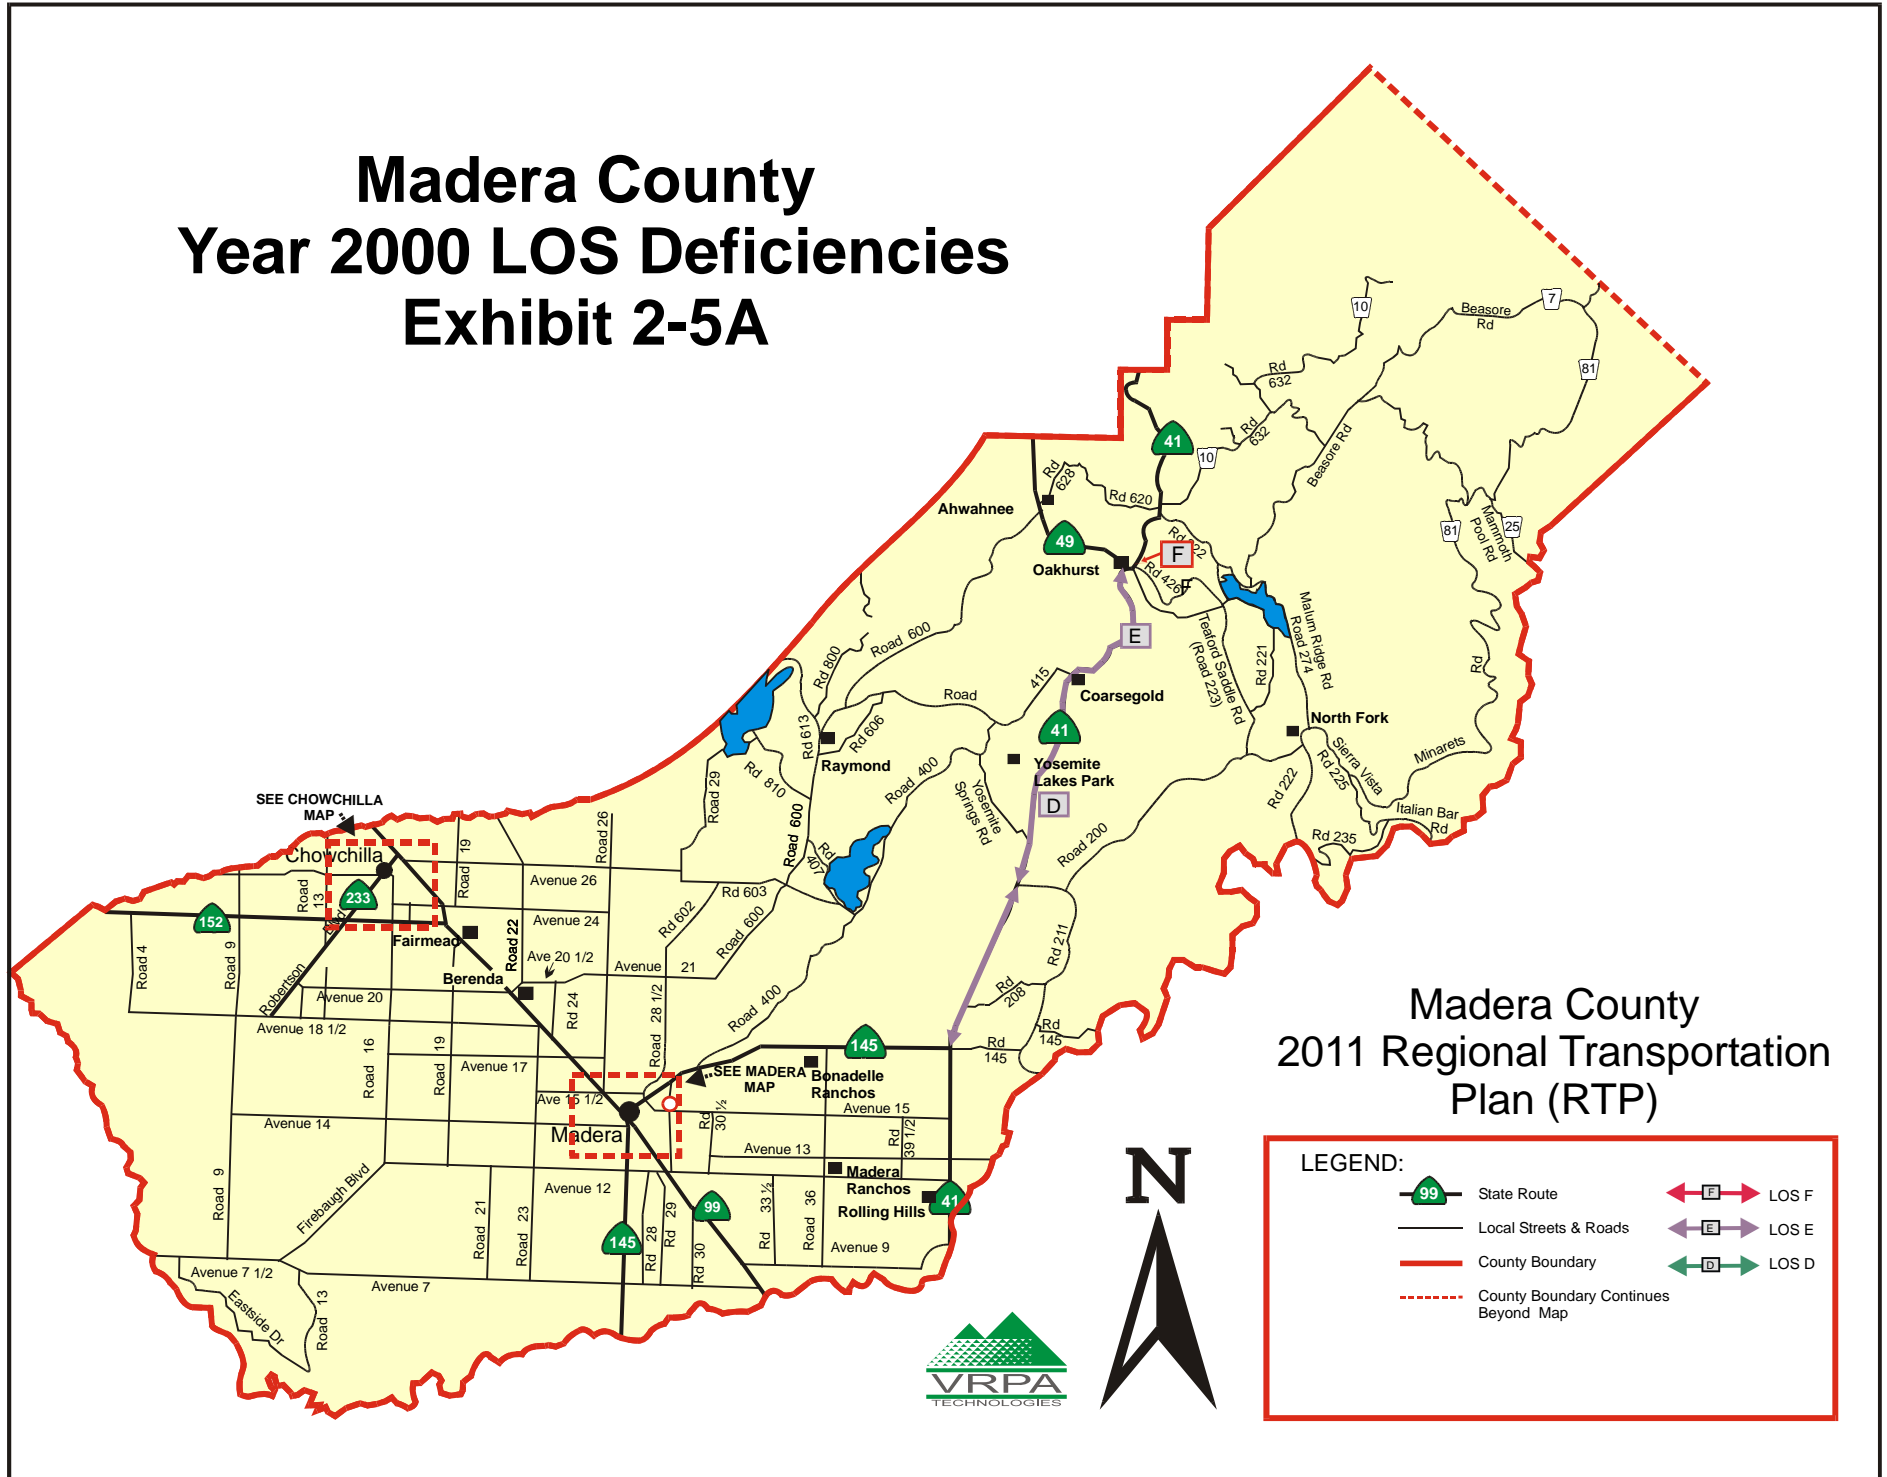 Madera County
Year 2000 LOS Deficiencies
Exhibit 2-5A
10
Beasore
Rd
7
81
Rd
632
10
Rd
632
Beasore Rd
41
Rd
628
Rd 620
Ahwahnee
49
Oakhurst
F
Rd 426
F
81
25
Mammoth
Pool Rd
E
Teaford Saddle Rd
(Road 223)
Rd 221
Malum Ridge Rd
Road 274
Rd
Road 600
Rd 800
415
Road
Coarsegold
41
North Fork
Rd 613
Rd 606
Raymond
Road 400
Yosemite
Lakes Park
Yosemite
Springs Rd
D
Rd 222
Rd 225
Sierra Vista
Minarets
Italian Bar
Rd
Rd 235
Road 29
Rd 810
Road 600
Rd
407
Road 200
SEE CHOWCHILLA
MAP
Chowchilla
Road 19
Road 26
Road
13
233
152
Avenue 26
Rd 603
Avenue 24
Rd 602
Road 600
Fairmead
Road 22
Road 4
Road 9
Robertson
Blvd
Ave 20 1/2
Avenue 21
Berenda
Avenue 20
Rd 24
Road 28 1/2
Road 400
Rd 211
Rd
208
Avenue 18 1/2
Rd
145
Rd
145
145
Road 16
Road 19
Avenue 17
SEE MADERA
MAP
Bonadelle
Ranchos
Ave 15 1/2
Avenue 15
Rd
30 ½
Rd
39 1/2
Avenue 14
Madera
Avenue 13
Madera
Ranchos
Rolling Hills
41
Road 9
Firebaugh Blvd
Avenue 12
Road 21
Road 23
145
Rd 28
Rd 29
99
Rd 30
Rd 33 ½
Road 36
Avenue 9
Avenue 7 1/2
Avenue 7
Eastside Dr
Road 13
Madera County
2011 Regional Transportation
Plan (RTP)
N
VRPA
TECHNOLOGIES
LEGEND:
99 State Route
Local Streets & Roads
County Boundary
County Boundary Continues
Beyond Map
F LOS F
E LOS E
D LOS D